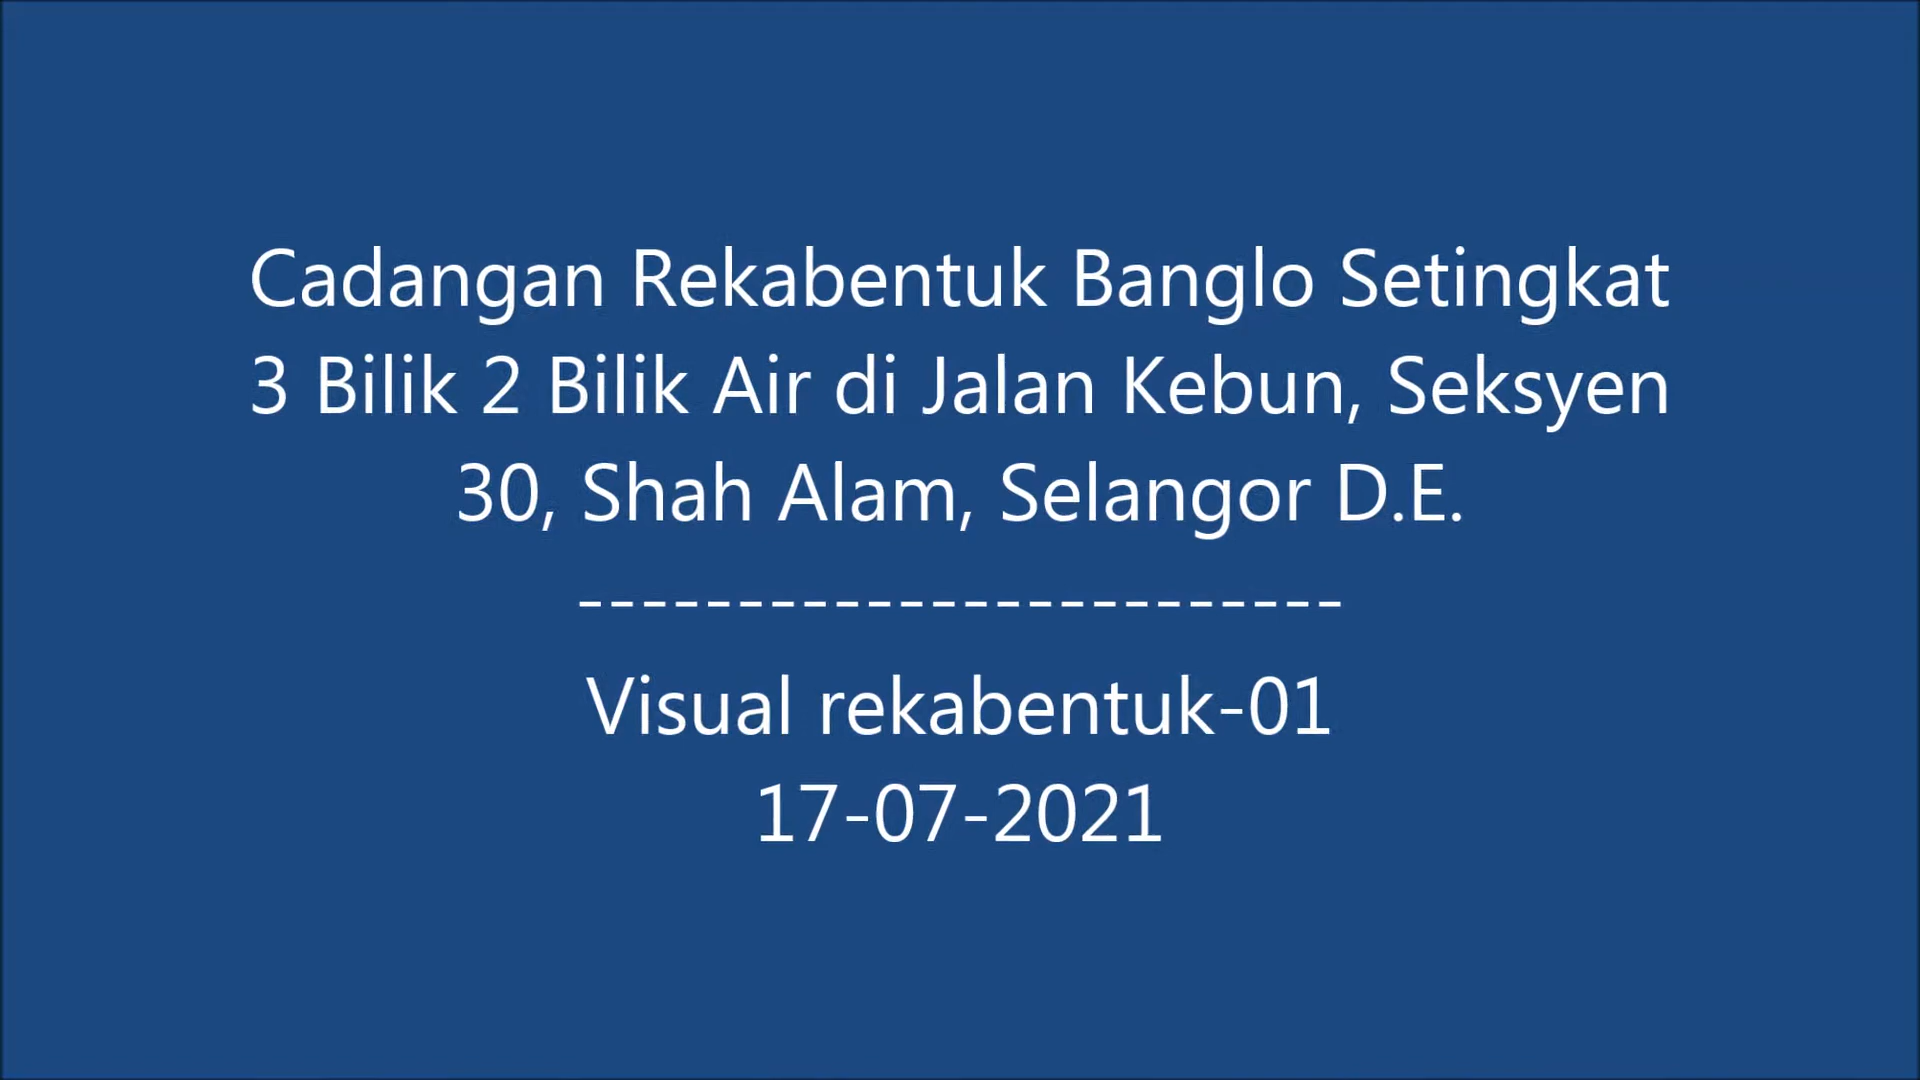 Cadangan Rekabentuk Banglo Setingkat
3 Bilik 2 Bilik Air di Jalan Kebun, Seksyen
30, Shah Alam, Selangor D.E.
------------------------
Visual rekabentuk-01
17-07-2021